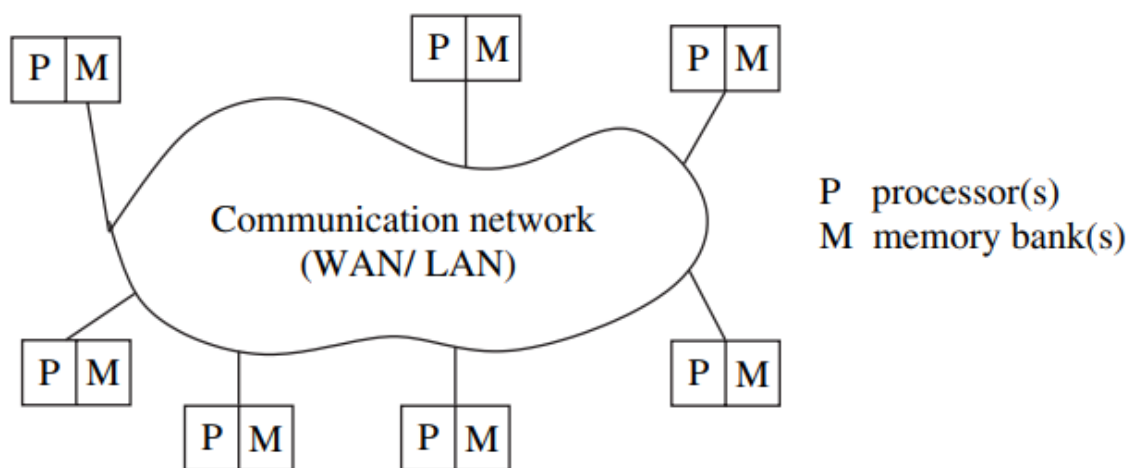 P M
P M
P M
Communication network
(WAN/ LAN)
P processor(s)
M memory bank(s)
P M
P M
P M
P M